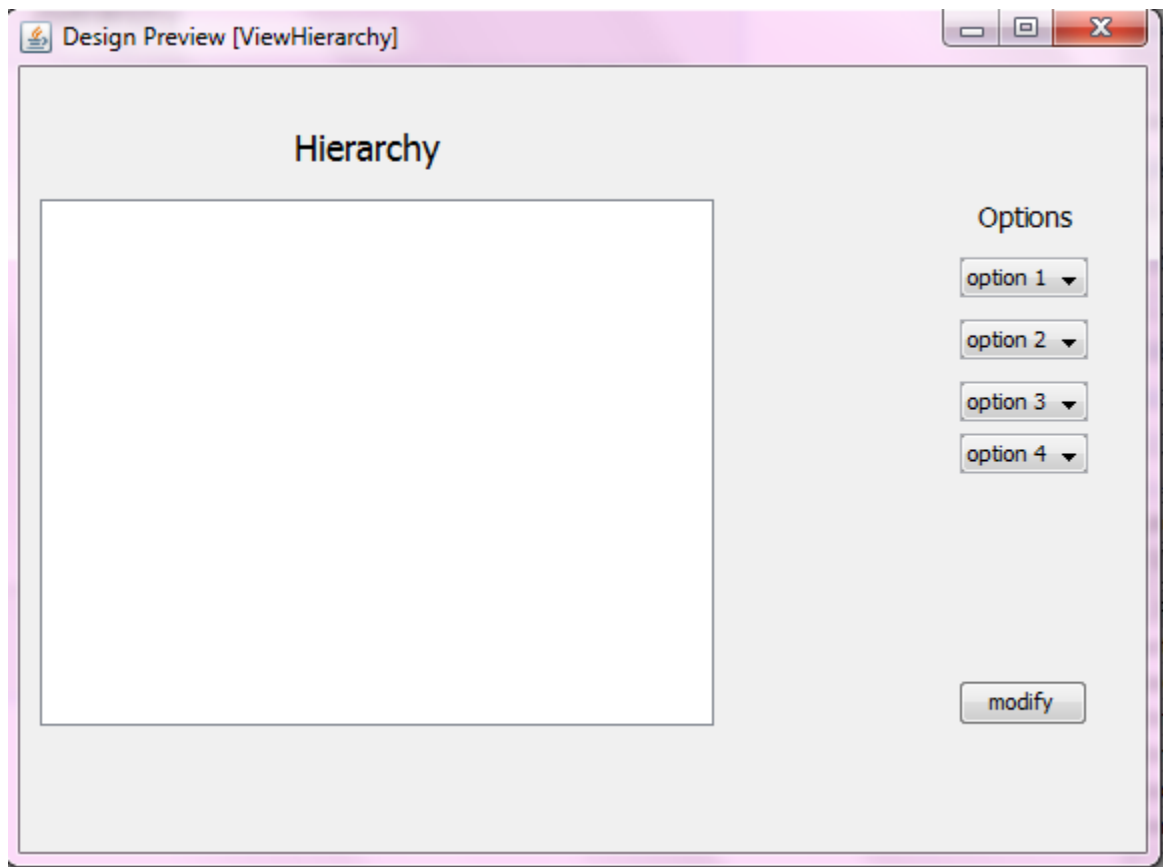 Design Preview [ViewHierarchy]
Hierarchy
Options
option 1
option 2
option 3
option 4
modify